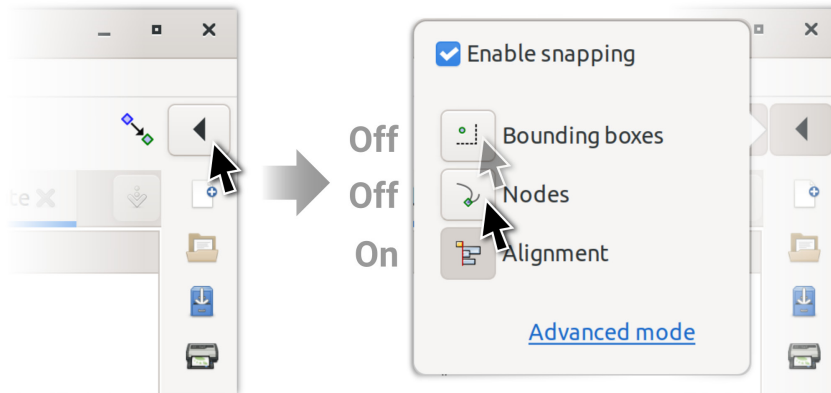 Enable snapping
Off Bounding boxes
Off Nodes
On Alignment
Advanced mode